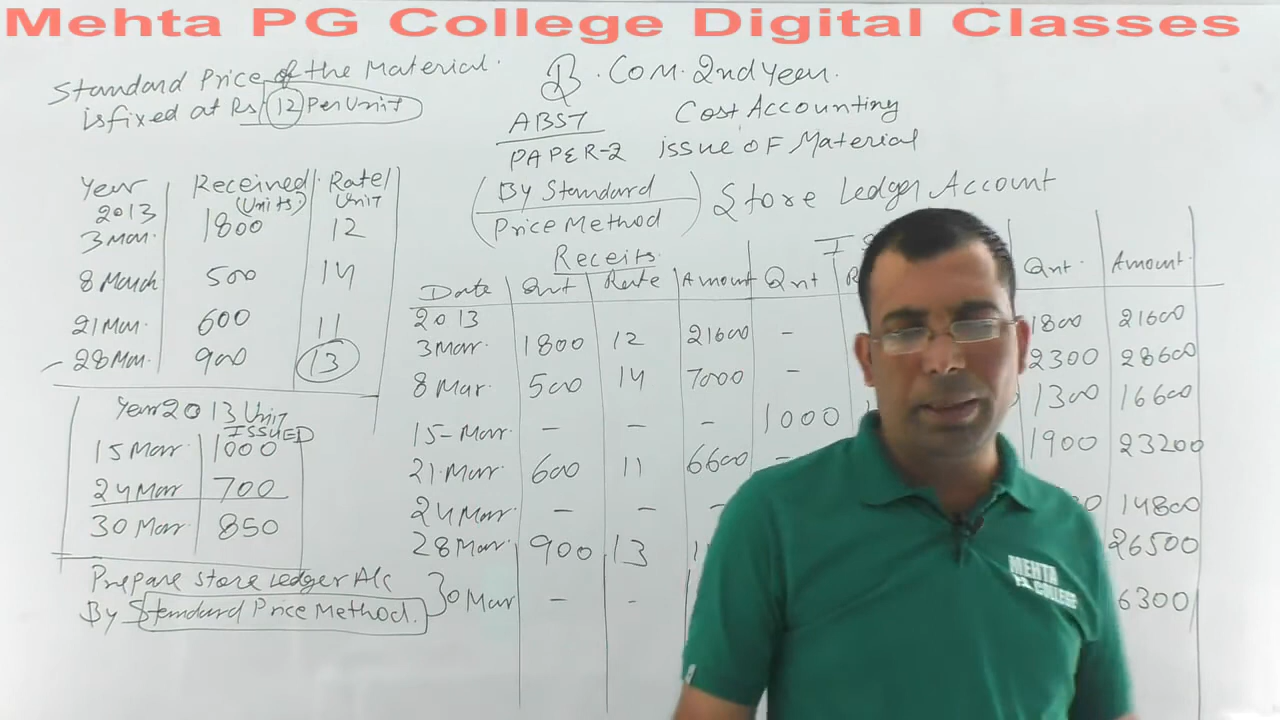 Mehta PG College Digital Classes
Standard Price of the Material.
is fixed at Rs 12 Per Unit
B.Com. 2nd Year.
ABST
PAPER-2
Cost Accounting
issue of Material
(By Standard
Price Method)
Store Ledger Account
Year 2013 | Received (Units) | Rate/Unit
3 Mar. 1800 12
8 March 500 14
21 Mar. 600 11
28 Mar. 900 13
Year 2013 Unit ISSUED
15 Mar 1000
24 Mar 700
30 Mar 850
Prepare Store Ledger A/c
By Standard Price Method.
Receits
Date Qnt Rate Amount Qnt Qnt. Amount.
2013
3 Mar. 1800 12 21600 - 1800 21600
8 Mar. 500 14 7000 - 2300 28600
15-Mar. - - - 1000 1300 16600
21 Mar. 600 11 6600 - 1900 23200
24 Mar. - - - 14800
28 Mar. 900 13 26500
30 Mar - - 6300
MEHTA
PG COLLEGE